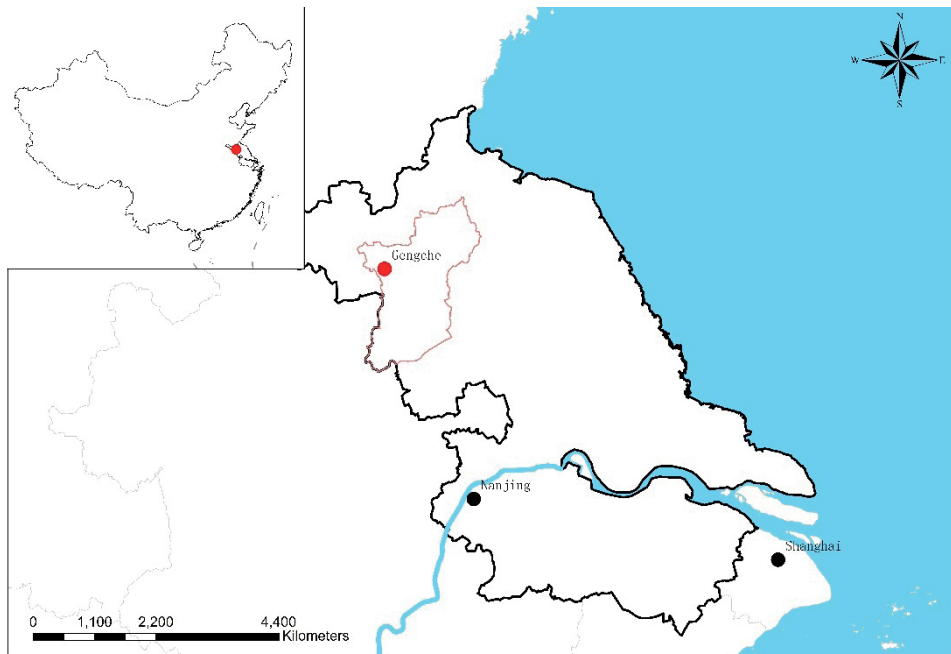 N
W
E
S
Gengche
Nanjing
Shanghai
0 1,100 2,200 4,400
Kilometers